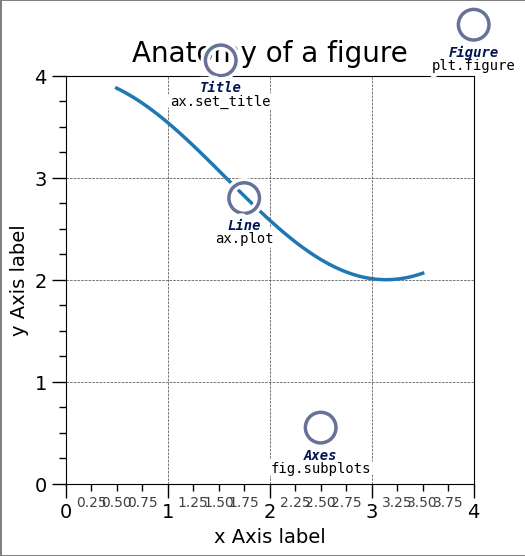 Figure
plt.figure
Anatomy of a figure
Title
ax.set_title
4
3
2
1
0
y Axis label
Line
ax.plot
Axes
fig.subplots
0 0.25 0.50 0.75 1 1.25 1.50 1.75 2 2.25 2.50 2.75 3 3.25 3.50 3.75 4
x Axis label